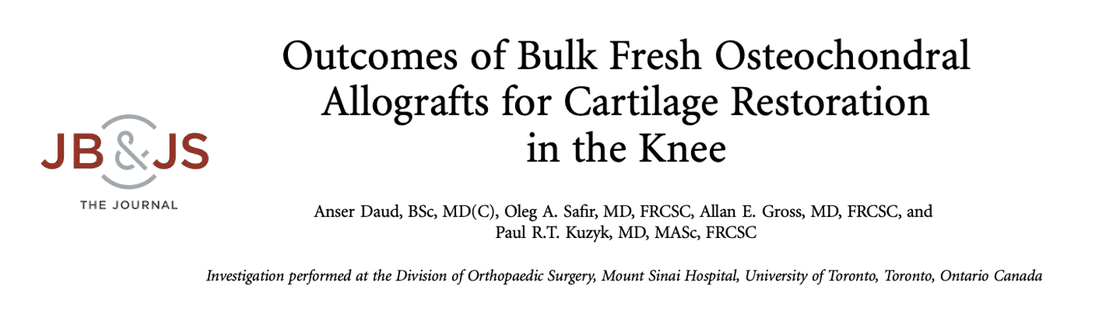 Outcomes of Bulk Fresh Osteochondral
Allografts for Cartilage Restoration
in the Knee
JB&JS
THE JOURNAL
Anser Daud, BSc, MD(C), Oleg A. Safir, MD, FRCSC, Allan E. Gross, MD, FRCSC, and
Paul R.T. Kuzyk, MD, MASc, FRCSC
Investigation performed at the Division of Orthopaedic Surgery, Mount Sinai Hospital, University of Toronto, Toronto, Ontario Canada